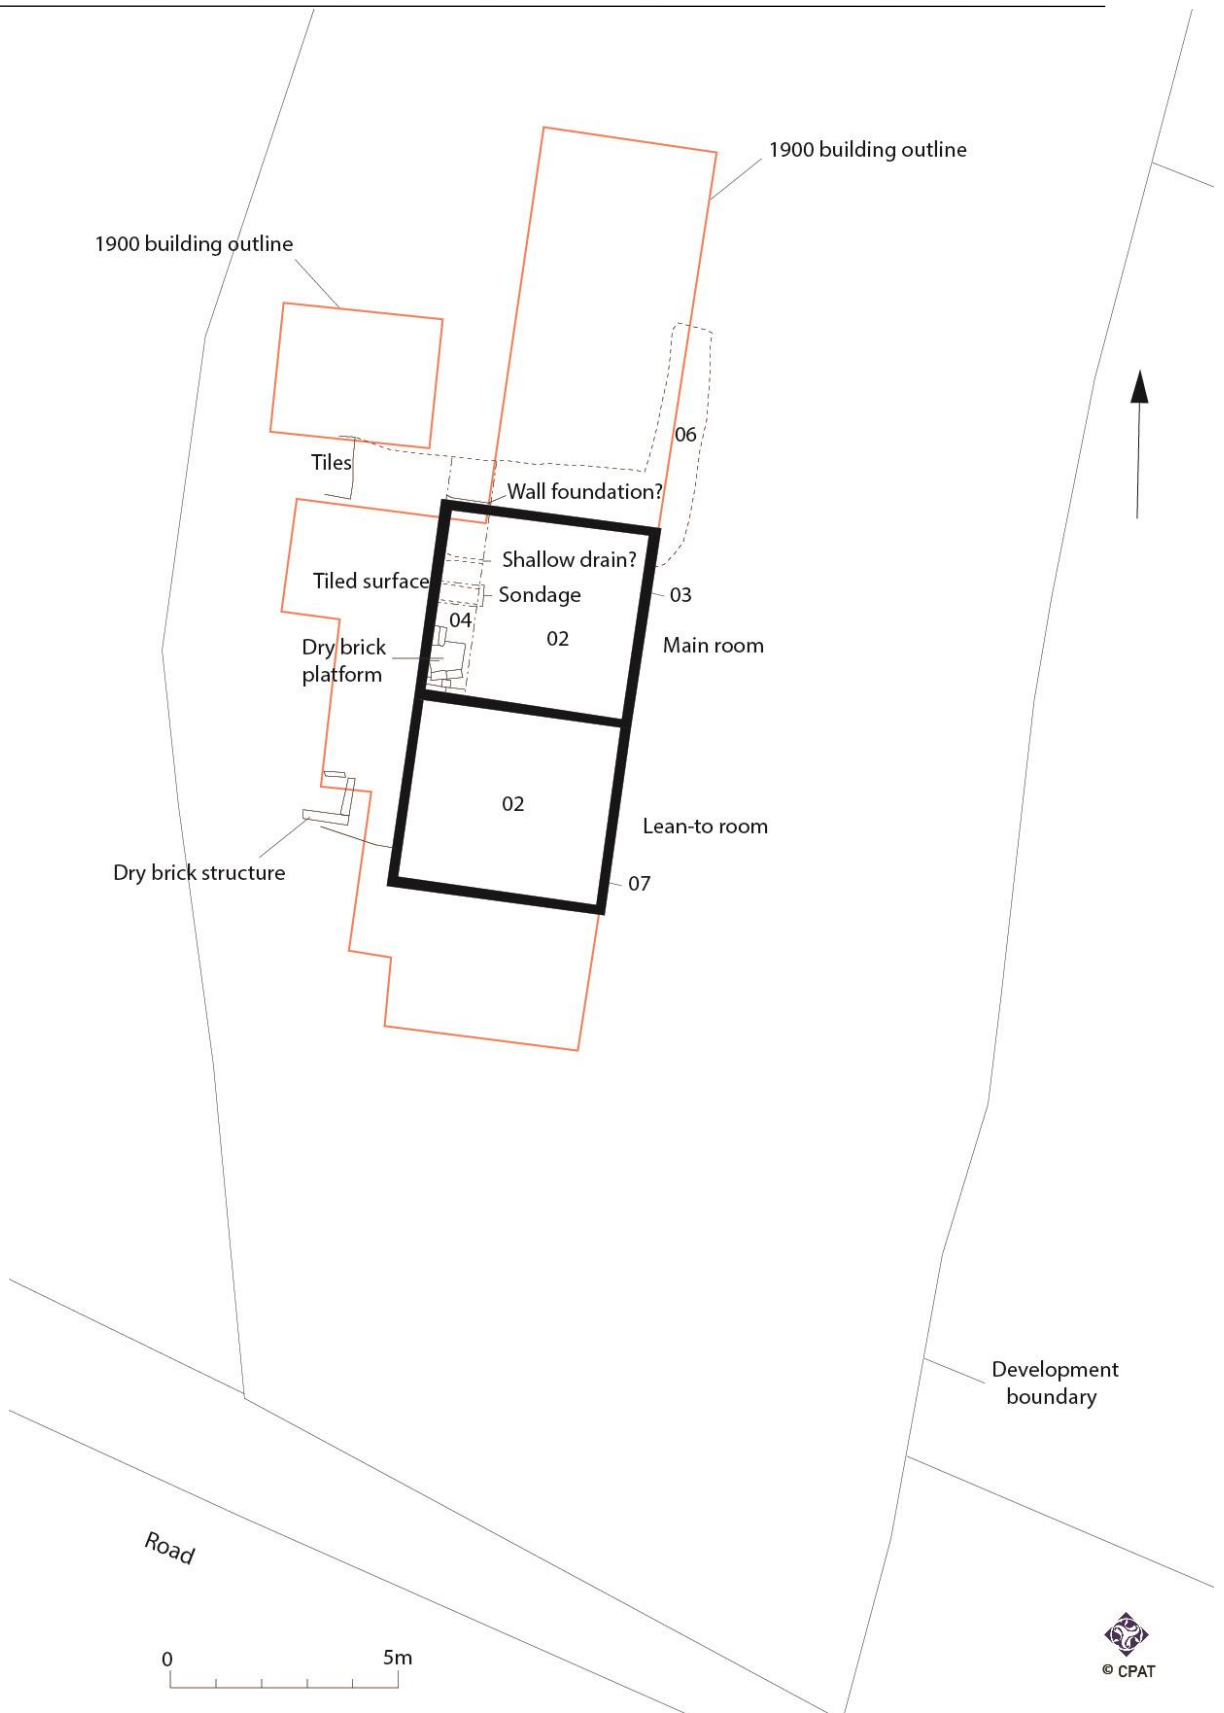 1900 building outline
1900 building outline
06
Tiles
Wall foundation?
Shallow drain?
Tiled surface
Sondage
03
04
02
Main room
Dry brick
platform
02
Lean-to room
Dry brick structure
07
Development
boundary
Road
0 5m
© CPAT